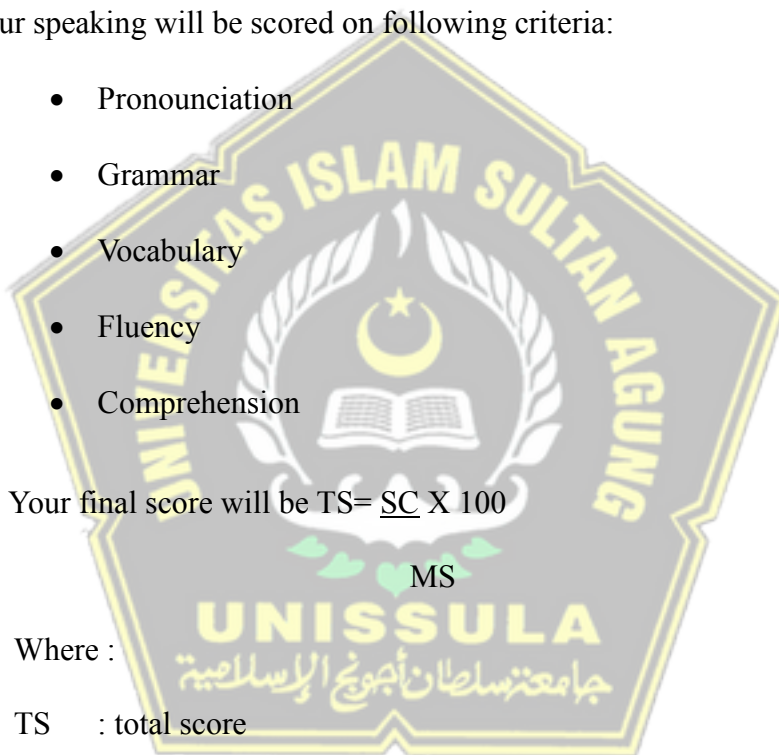 ur speaking will be scored on following criteria:
• Pronounciation
• Grammar
• Vocabulary
• Fluency
• Comprehension
Your final score will be TS= SC X 100
MS
Where :
TS : total score
UNIVERSITAS ISLAM SULTAN AGUNG
UNISSULA
جامعة سلطان أجونج الإسلامية